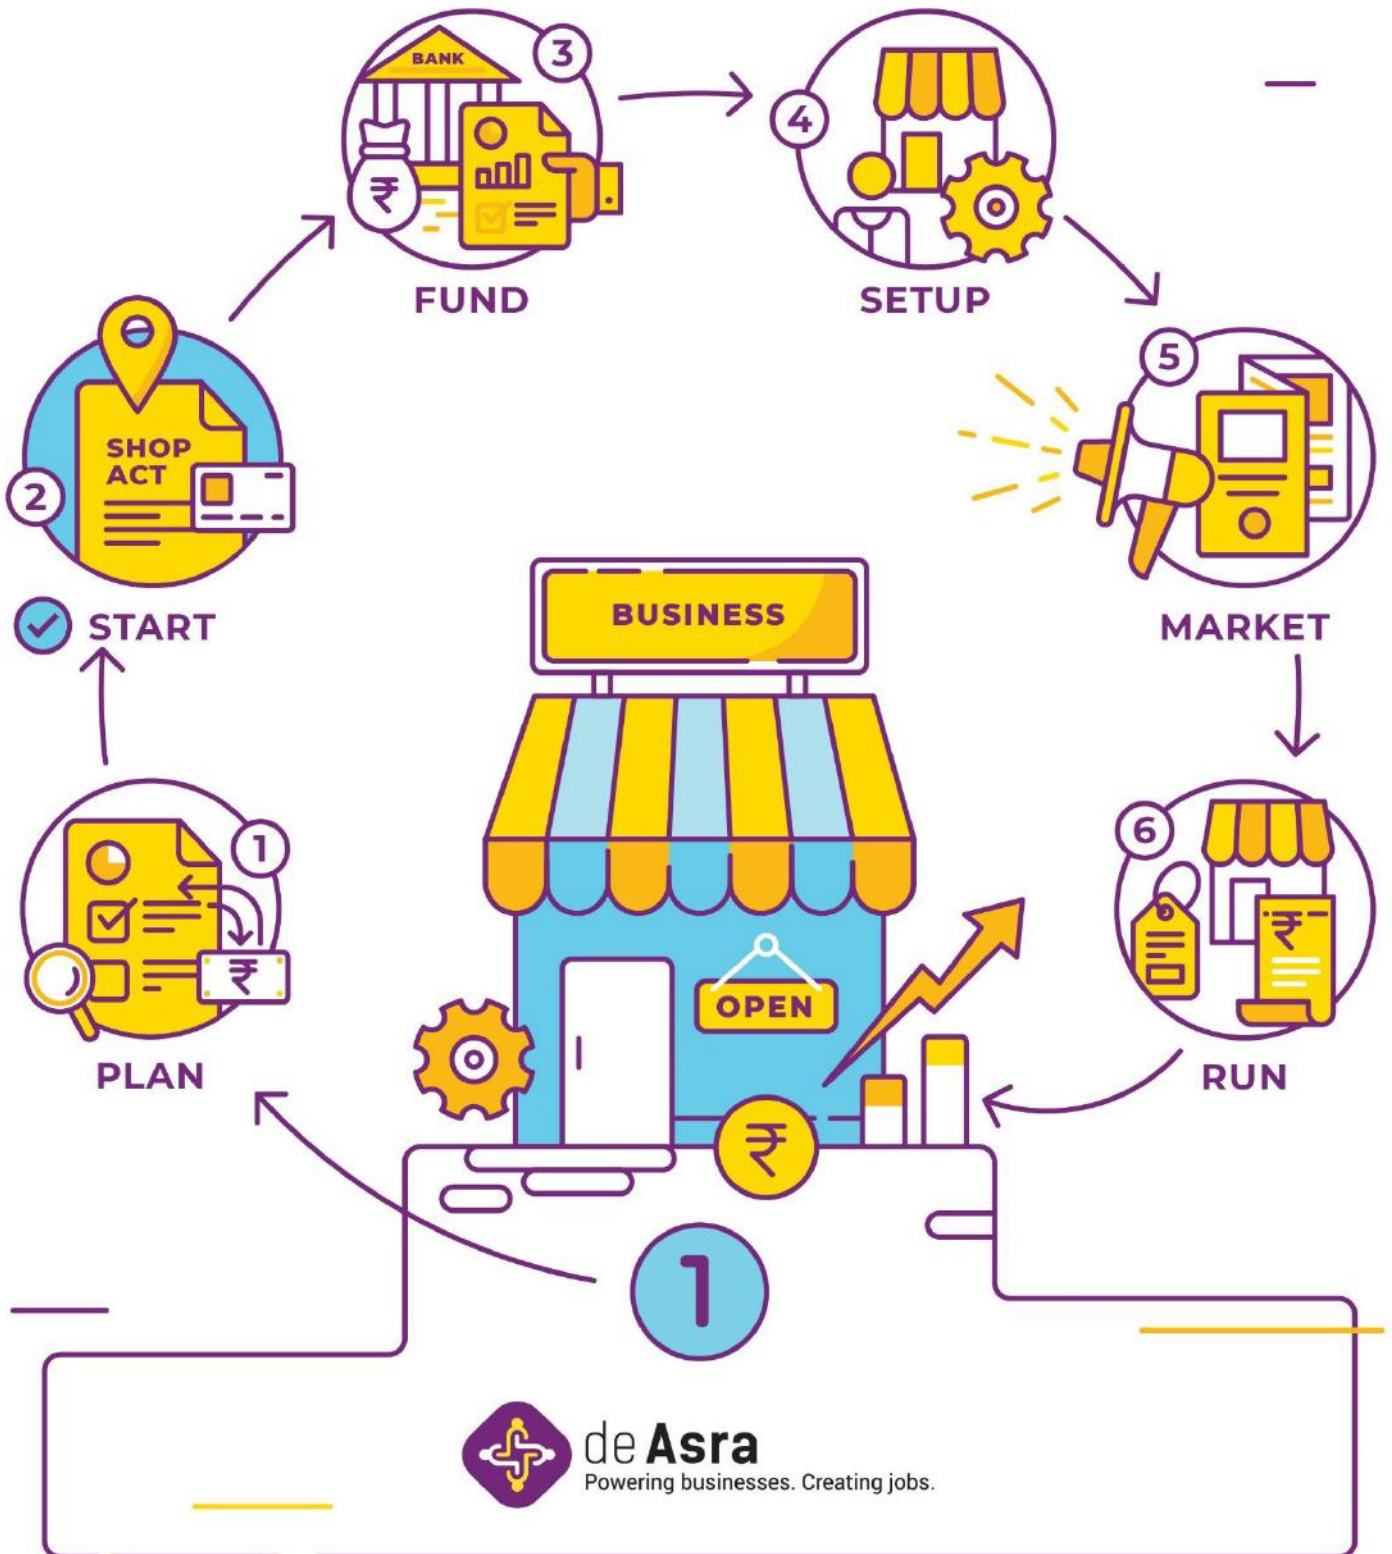 BANK
3
₹
FUND
4
SETUP
SHOP
ACT
2
START
5
MARKET
BUSINESS
1
₹
PLAN
OPEN
₹
6
₹
RUN
1
de Asra
Powering businesses. Creating jobs.